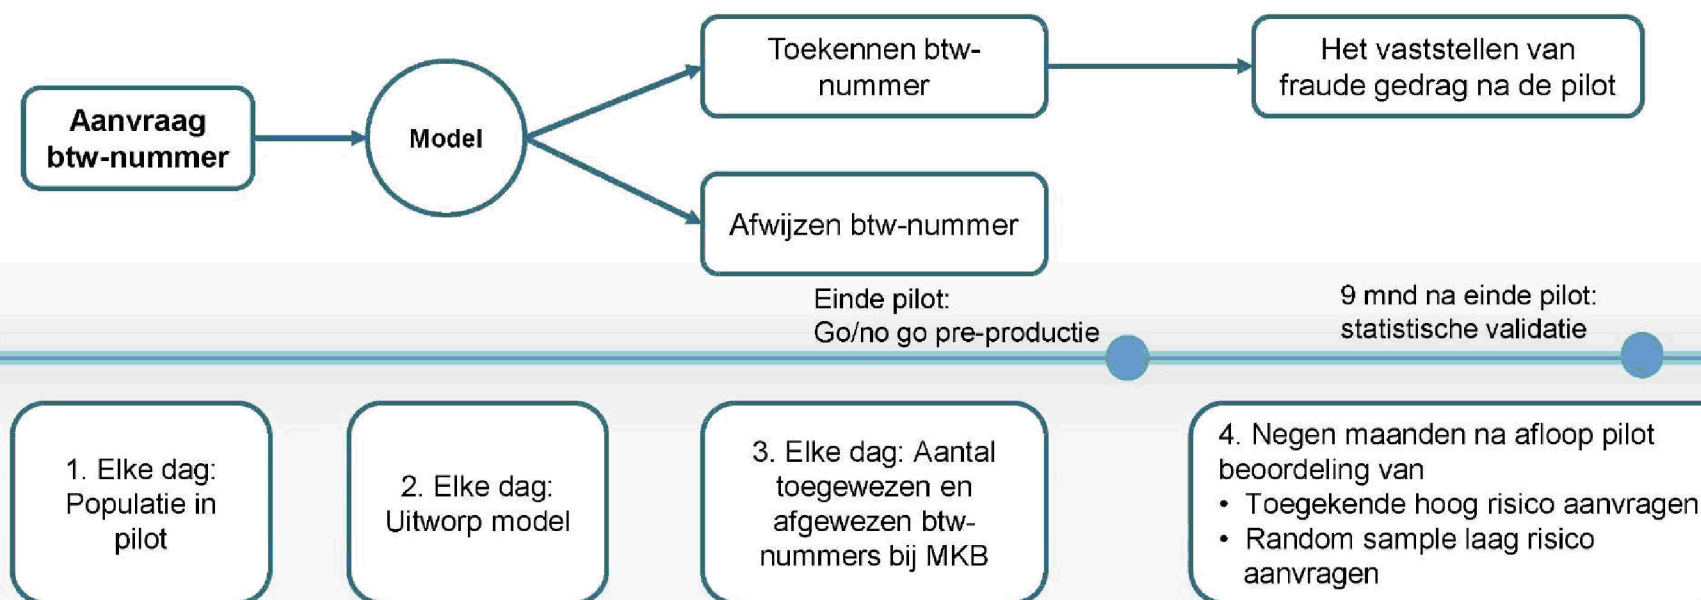 Aanvraag
btw-nummer
Model
Toekennen btw-
nummer
Het vaststellen van
fraude gedrag na de pilot
Afwijzen btw-nummer
Einde pilot:
Go/no go pre-productie
9 mnd na einde pilot:
statistische validatie
1. Elke dag:
Populatie in
pilot
2. Elke dag:
Uitworp model
3. Elke dag: Aantal
toegewezen en
afgewezen btw-
nummers bij MKB
4. Negen maanden na afloop pilot
beoordeling van
• Toegekende hoog risico aanvragen
• Random sample laag risico
aanvragen